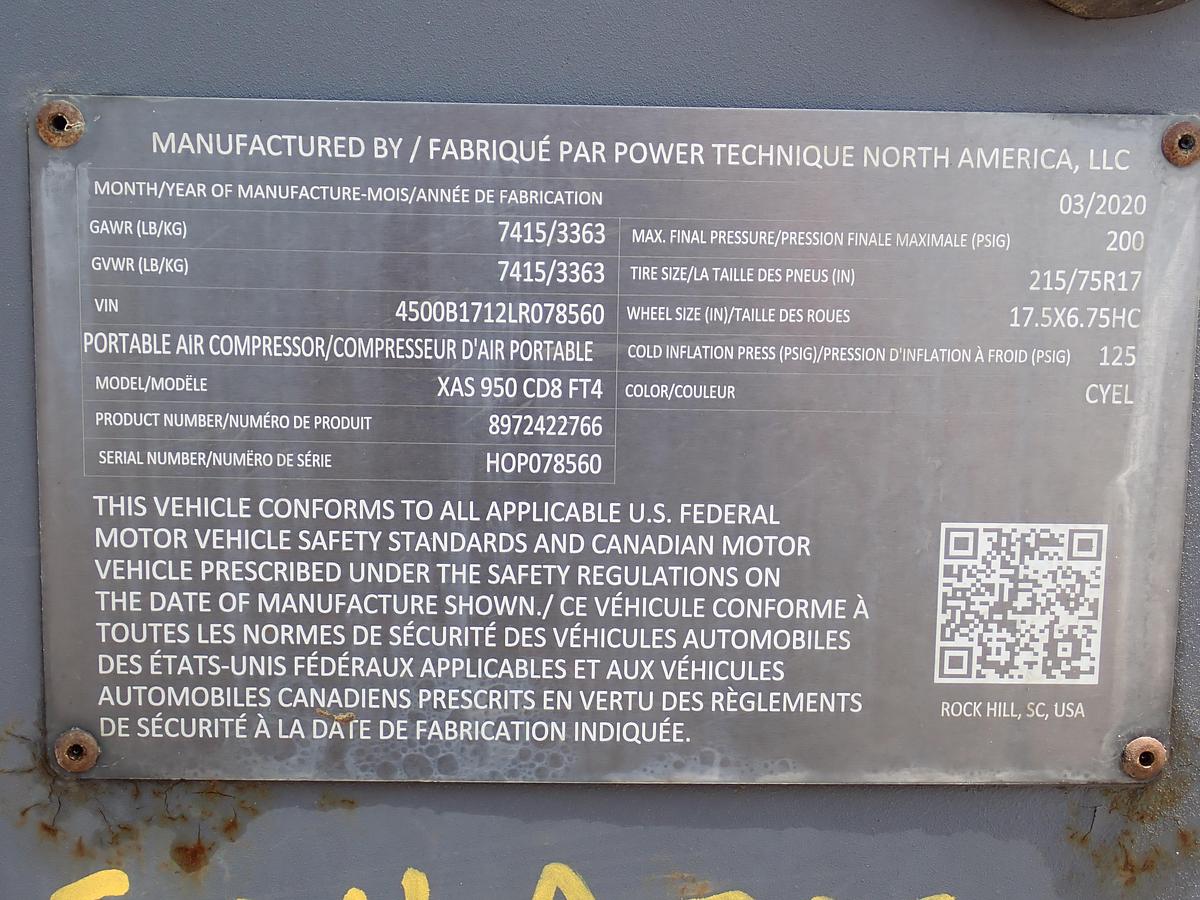 MANUFACTURED BY / FABRIQUÉ PAR POWER TECHNIQUE NORTH AMERICA, LLC
MONTH/YEAR OF MANUFACTURE-MOIS/ANNÉE DE FABRICATION 03/2020
GAWR (LB/KG) 7415/3363 MAX. FINAL PRESSURE/PRESSION FINALE MAXIMALE (PSIG) 200
GVWR (LB/KG) 7415/3363 TIRE SIZE/LA TAILLE DES PNEUS (IN) 215/75R17
VIN 4500B1712LR078560 WHEEL SIZE (IN)/TAILLE DES ROUES 17.5X6.75HC
PORTABLE AIR COMPRESSOR/COMPRESSEUR D'AIR PORTABLE COLD INFLATION PRESS (PSIG)/PRESSION D'INFLATION À FROID (PSIG) 125
MODEL/MODËLE XAS 950 CD8 FT4 COLOR/COULEUR CYEL
PRODUCT NUMBER/NUMÉRO DE PRODUIT 8972422766
SERIAL NUMBER/NUMËRO DE SÉRIE HOP078560
THIS VEHICLE CONFORMS TO ALL APPLICABLE U.S. FEDERAL
MOTOR VEHICLE SAFETY STANDARDS AND CANADIAN MOTOR
VEHICLE PRESCRIBED UNDER THE SAFETY REGULATIONS ON
THE DATE OF MANUFACTURE SHOWN./ CE VÉHICULE CONFORME À
TOUTES LES NORMES DE SÉCURITÉ DES VÉHICULES AUTOMOBILES
DES ÉTATS-UNIS FÉDÉRAUX APPLICABLES ET AUX VÉHICULES
AUTOMOBILES CANADIENS PRESCRITS EN VERTU DES RÈGLEMENTS
DE SÉCURITÉ À LA DATE DE FABRICATION INDIQUÉE.
ROCK HILL, SC, USA